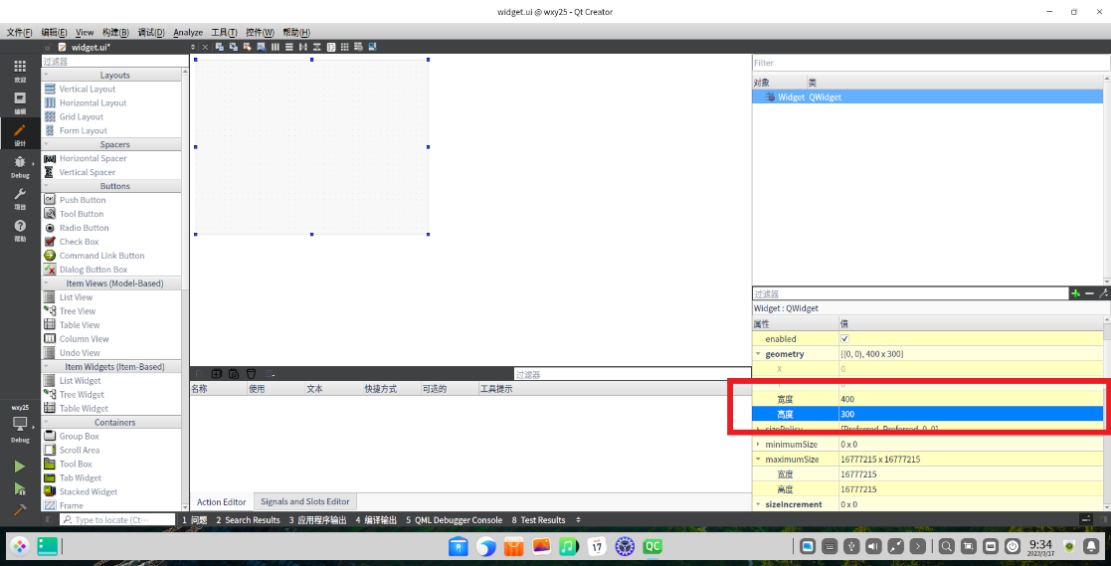 widget.ui @ wxy25 - Qt Creator
文件(F) 编辑(E) View 构建(B) 调试(D) Analyze 工具(T) 控件(W) 帮助(H)
widget.ui*
欢迎
编辑
设计
Debug
项目
帮助
wxy25
Debug
过滤器
Layouts
Vertical Layout
Horizontal Layout
Grid Layout
Form Layout
Spacers
Horizontal Spacer
Vertical Spacer
Buttons
Push Button
Tool Button
Radio Button
Check Box
Command Link Button
Dialog Button Box
Item Views (Model-Based)
List View
Tree View
Table View
Column View
Undo View
Item Widgets (Item-Based)
List Widget
Tree Widget
Table Widget
Containers
Group Box
Scroll Area
Tool Box
Tab Widget
Stacked Widget
Frame
过滤器
名称 使用 文本 快捷方式 可选的 工具提示
Action Editor Signals and Slots Editor
Filter
对象 类
Widget QWidget
过滤器
Widget : QWidget
属性 值
enabled
geometry [(0, 0), 400 x 300]
X 0
宽度 400
高度 300
sizePolicy [Preferred, Preferred, 0, 0]
minimumSize 0 x 0
maximumSize 16777215 x 16777215
宽度 16777215
高度 16777215
sizeIncrement 0 x 0
Type to locate (Ct...
1 问题 2 Search Results 3 应用程序输出 4 编译输出 5 QML Debugger Console 8 Test Results
17
QC
9:34
2023/3/17